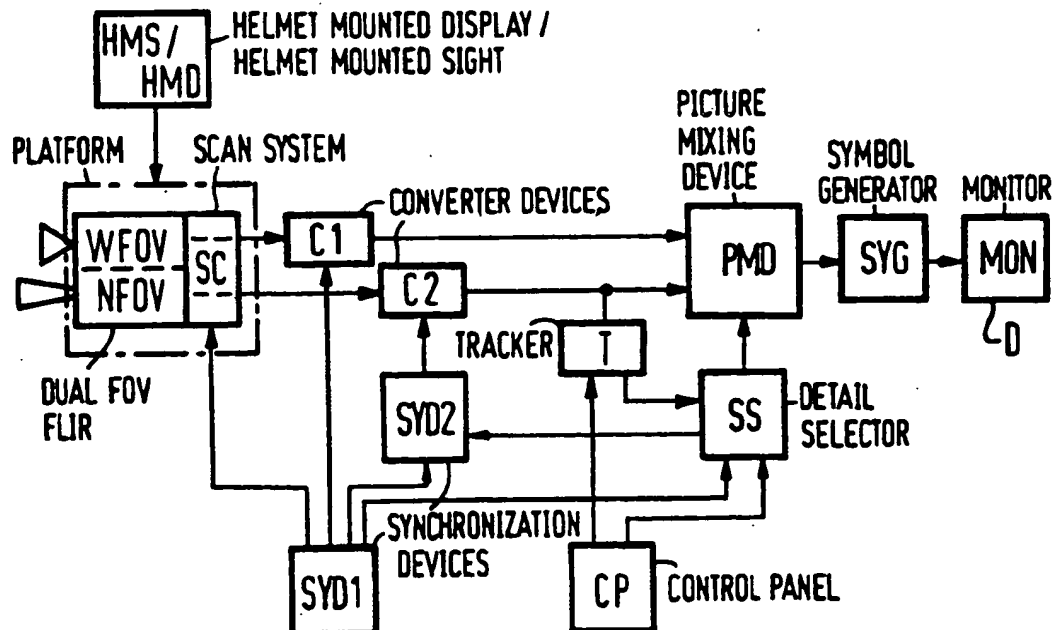 HMS/
HMD
HELMET MOUNTED DISPLAY /
HELMET MOUNTED SIGHT
PLATFORM
SCAN SYSTEM
CONVERTER DEVICES
PICTURE
MIXING
DEVICE
SYMBOL
GENERATOR
MONITOR
WFOV
NFOV
SC
C1
C2
PMD
SYG
MON
D
TRACKER
T
DUAL FOV
FLIR
SYD2
SS
DETAIL
SELECTOR
SYNCHRONIZATION
DEVICES
SYD1
CP
CONTROL PANEL